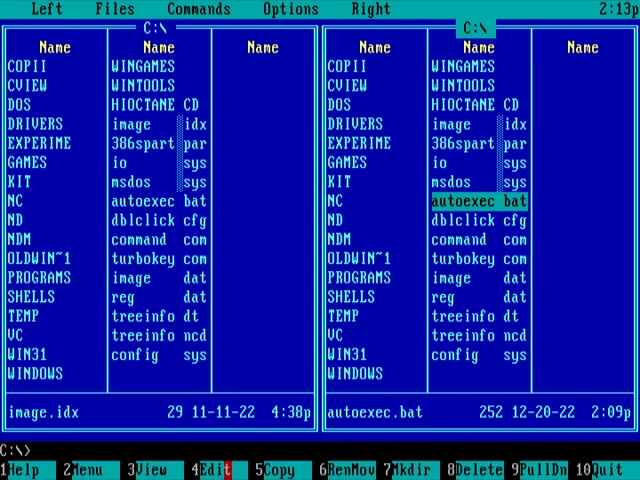 Left Files Commands Options Right 2:13p
C:\ C:\
Name Name Name Name Name Name
COPII WINGAMES COPII WINGAMES
CVIEW WINTOOLS CVIEW WINTOOLS
DOS HIOCTANE CD DOS HIOCTANE CD
DRIVERS image idx DRIVERS image idx
EXPERIME 386spart par EXPERIME 386spart par
GAMES io sys GAMES io sys
KIT msdos sys KIT msdos sys
NC autoexec bat NC autoexec bat
ND dblclick cfg ND dblclick cfg
NDM command com NDM command com
OLDWIN~1 turbokey com OLDWIN~1 turbokey com
PROGRAMS image dat PROGRAMS image dat
SHELLS reg dat SHELLS reg dat
TEMP treeinfo dt TEMP treeinfo dt
VC treeinfo ncd VC treeinfo ncd
WIN31 config sys WIN31 config sys
WINDOWS WINDOWS
image.idx 29 11-11-22 4:38p autoexec.bat 252 12-20-22 2:09p
C:\>
1Help 2Menu 3View 4Edit 5Copy 6RenMov 7Mkdir 8Delete 9PullDn 10Quit